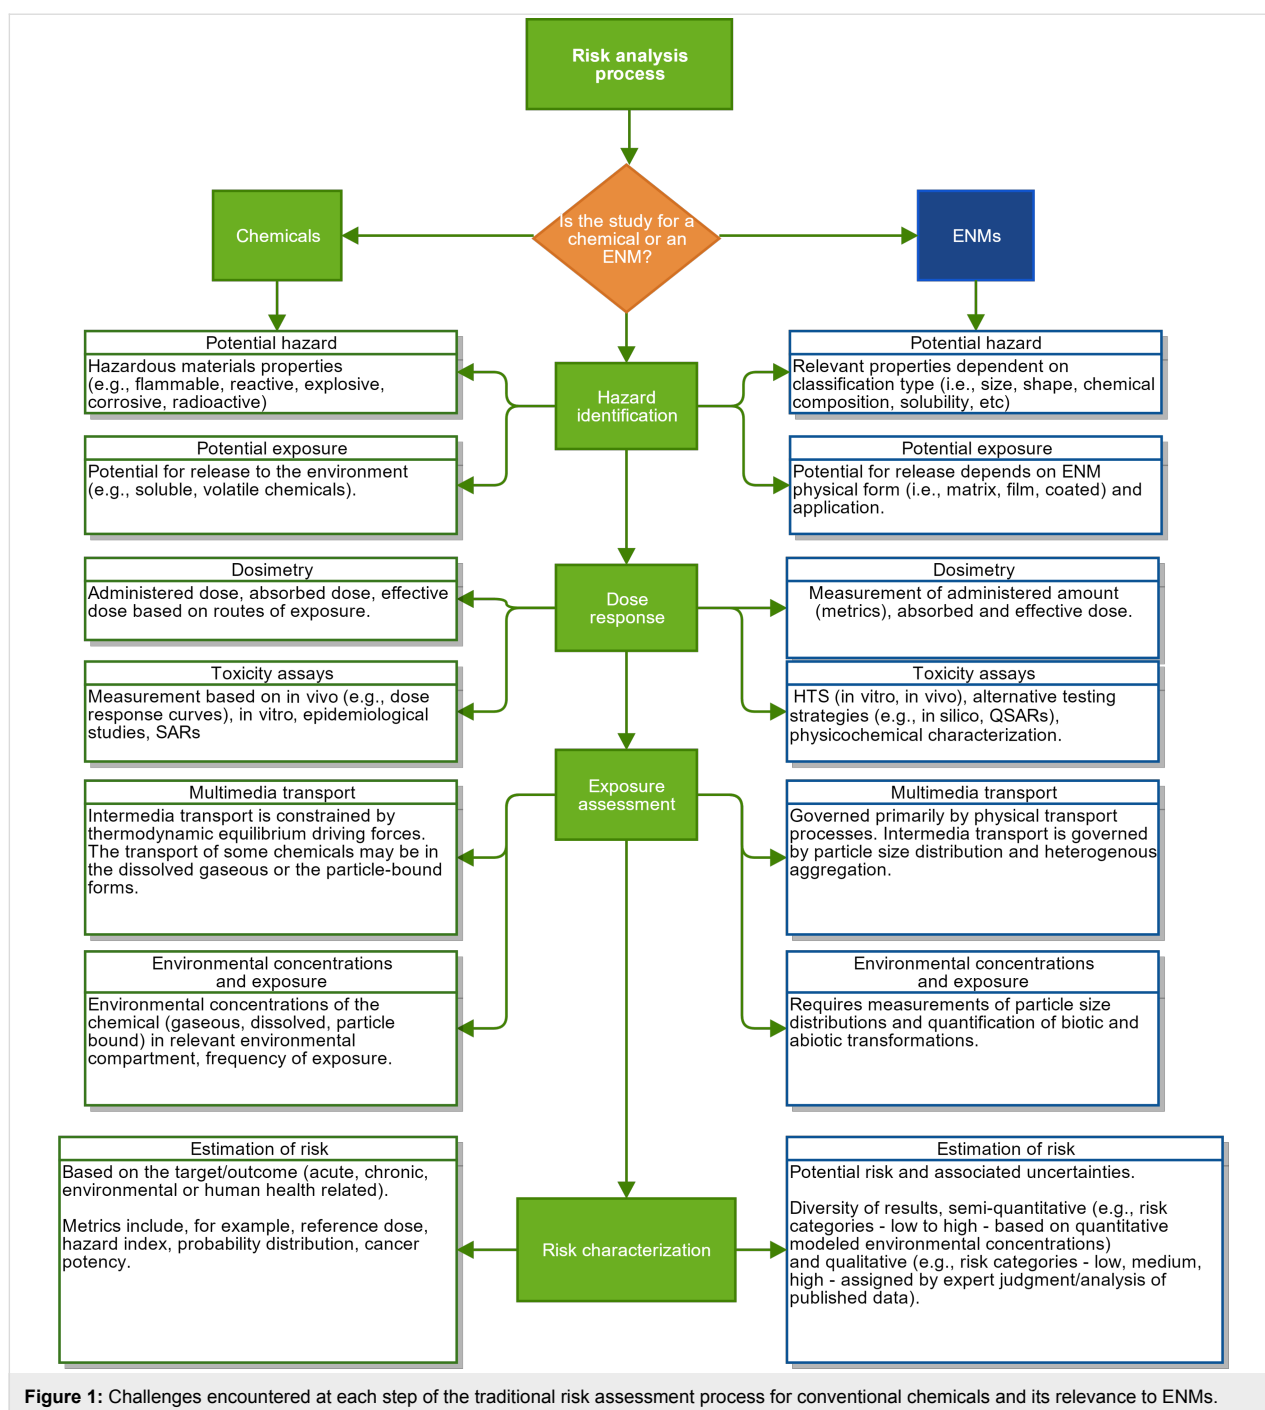 Risk analysis
process
Is the study for a
chemical or an
ENM?
Chemicals
ENMs
Potential hazard
Hazardous materials properties
(e.g., flammable, reactive, explosive,
corrosive, radioactive)
Hazard
identification
Potential hazard
Relevant properties dependent on
classification type (i.e., size, shape, chemical
composition, solubility, etc)
Potential exposure
Potential for release to the environment
(e.g., soluble, volatile chemicals).
Potential exposure
Potential for release depends on ENM
physical form (i.e., matrix, film, coated) and
application.
Dosimetry
Administered dose, absorbed dose, effective
dose based on routes of exposure.
Dose
response
Dosimetry
Measurement of administered amount
(metrics), absorbed and effective dose.
Toxicity assays
Measurement based on in vivo (e.g., dose
response curves), in vitro, epidemiological
studies, SARs
Toxicity assays
HTS (in vitro, in vivo), alternative testing
strategies (e.g., in silico, QSARs),
physicochemical characterization.
Exposure
assessment
Multimedia transport
Intermedia transport is constrained by
thermodynamic equilibrium driving forces.
The transport of some chemicals may be in
the dissolved gaseous or the particle-bound
forms.
Multimedia transport
Governed primarily by physical transport
processes. Intermedia transport is governed
by particle size distribution and heterogenous
aggregation.
Environmental concentrations
and exposure
Environmental concentrations of the
chemical (gaseous, dissolved, particle
bound) in relevant environmental
compartment, frequency of exposure.
Environmental concentrations
and exposure
Requires measurements of particle size
distributions and quantification of biotic and
abiotic transformations.
Estimation of risk
Based on the target/outcome (acute, chronic,
environmental or human health related).
Metrics include, for example, reference dose,
hazard index, probability distribution, cancer
potency.
Risk characterization
Estimation of risk
Potential risk and associated uncertainties.
Diversity of results, semi-quantitative (e.g., risk
categories - low to high - based on quantitative
modeled environmental concentrations)
and qualitative (e.g., risk categories - low, medium,
high - assigned by expert judgment/analysis of
published data).
Figure 1: Challenges encountered at each step of the traditional risk assessment process for conventional chemicals and its relevance to ENMs.